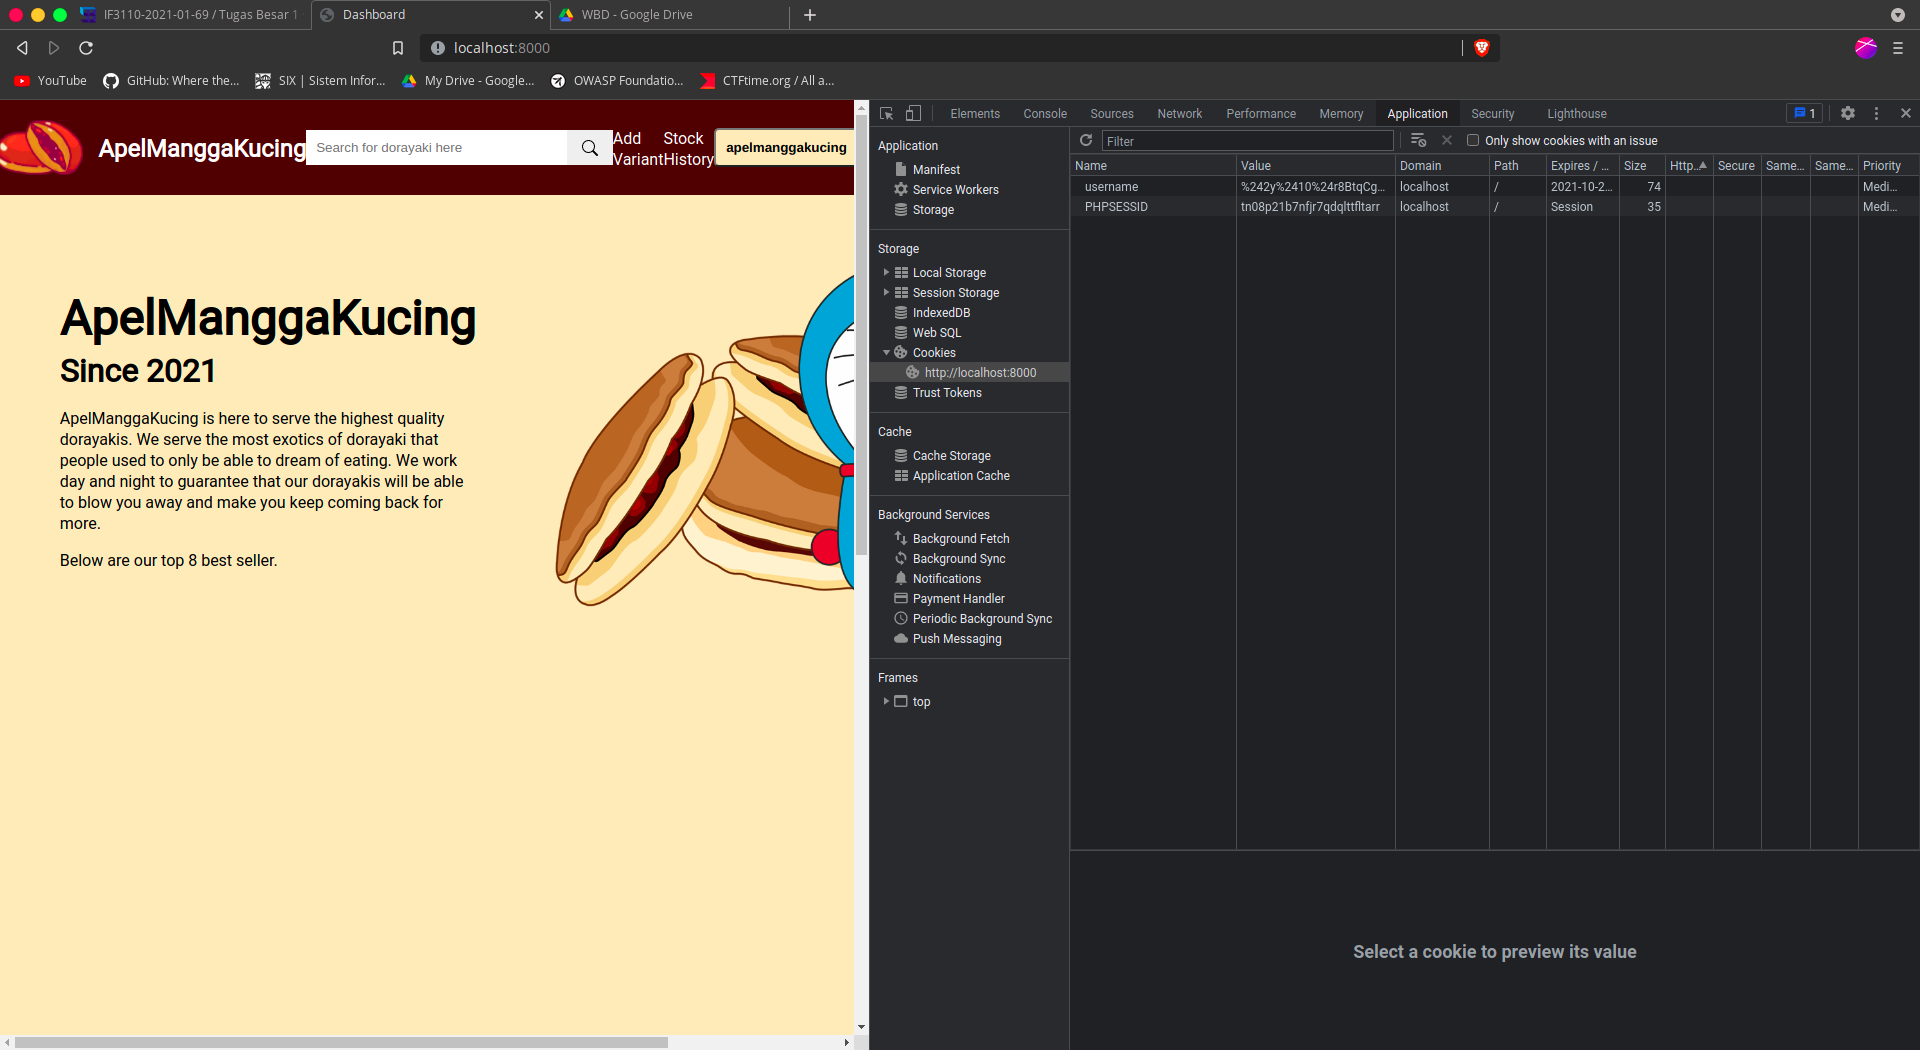 IF3110-2021-01-69 / Tugas Besar 1
Dashboard
WBD - Google Drive
localhost:8000
YouTube
GitHub: Where the...
SIX | Sistem Infor...
My Drive - Google...
OWASP Foundatio...
CTFtime.org / All a...
ApelManggaKucing
Search for dorayaki here
Add Variant
Stock History
apelmanggakucing
ApelManggaKucing
Since 2021
ApelManggaKucing is here to serve the highest quality
dorayakis. We serve the most exotics of dorayaki that
people used to only be able to dream of eating. We work
day and night to guarantee that our dorayakis will be able
to blow you away and make you keep coming back for
more.
Below are our top 8 best seller.
Elements
Console
Sources
Network
Performance
Memory
Application
Security
Lighthouse
1
Application
Manifest
Service Workers
Storage
Storage
Local Storage
Session Storage
IndexedDB
Web SQL
Cookies
http://localhost:8000
Trust Tokens
Cache
Cache Storage
Application Cache
Background Services
Background Fetch
Background Sync
Notifications
Payment Handler
Periodic Background Sync
Push Messaging
Frames
top
Filter
Only show cookies with an issue
Name Value Domain Path Expires / ... Size Http... Secure Same... Same... Priority
username %242y%2410%24r8BtqCg... localhost / 2021-10-2... 74 Medi...
PHPSESSID tn08p21b7nfjr7qdqlttfltarr localhost / Session 35 Medi...
Select a cookie to preview its value